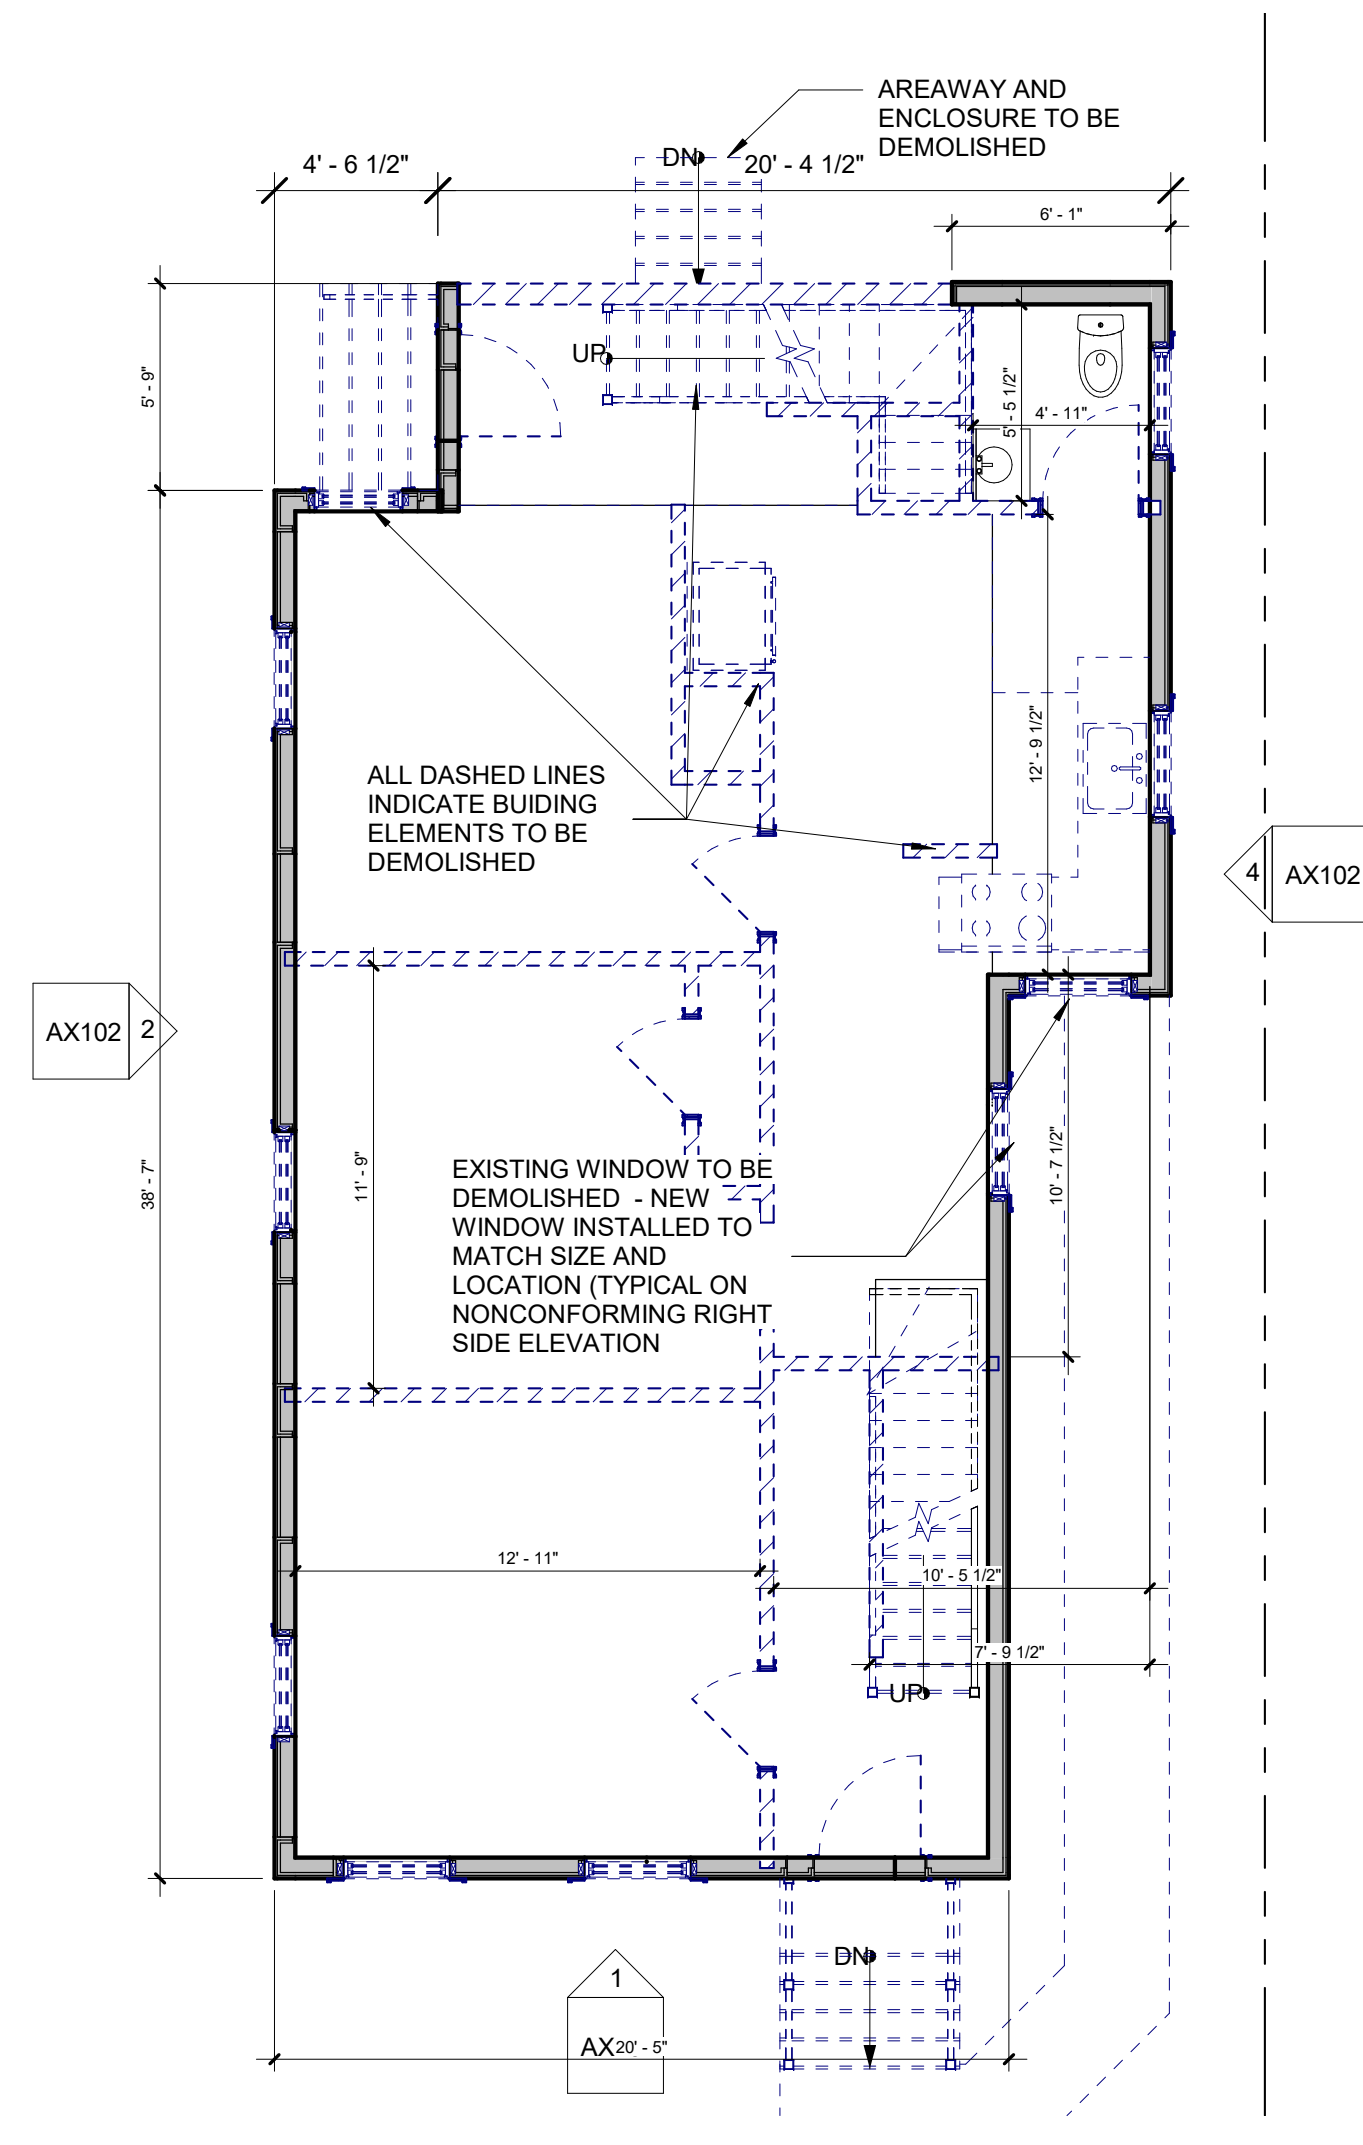 AREAWAY AND
ENCLOSURE TO BE
DEMOLISHED
DN
4' - 6 1/2"
20' - 4 1/2"
6' - 1"
5' - 9"
UP
5' - 5 1/2"
4' - 11"
12' - 9 1/2"
ALL DASHED LINES
INDICATE BUIDING
ELEMENTS TO BE
DEMOLISHED
4
AX102
AX102
2
38' - 7"
11' - 9"
10' - 7 1/2"
EXISTING WINDOW TO BE
DEMOLISHED - NEW
WINDOW INSTALLED TO
MATCH SIZE AND
LOCATION (TYPICAL ON
NONCONFORMING RIGHT
SIDE ELEVATION
12' - 11"
10' - 5 1/2"
7' - 9 1/2"
UP
DN
1
AX
20' - 5"